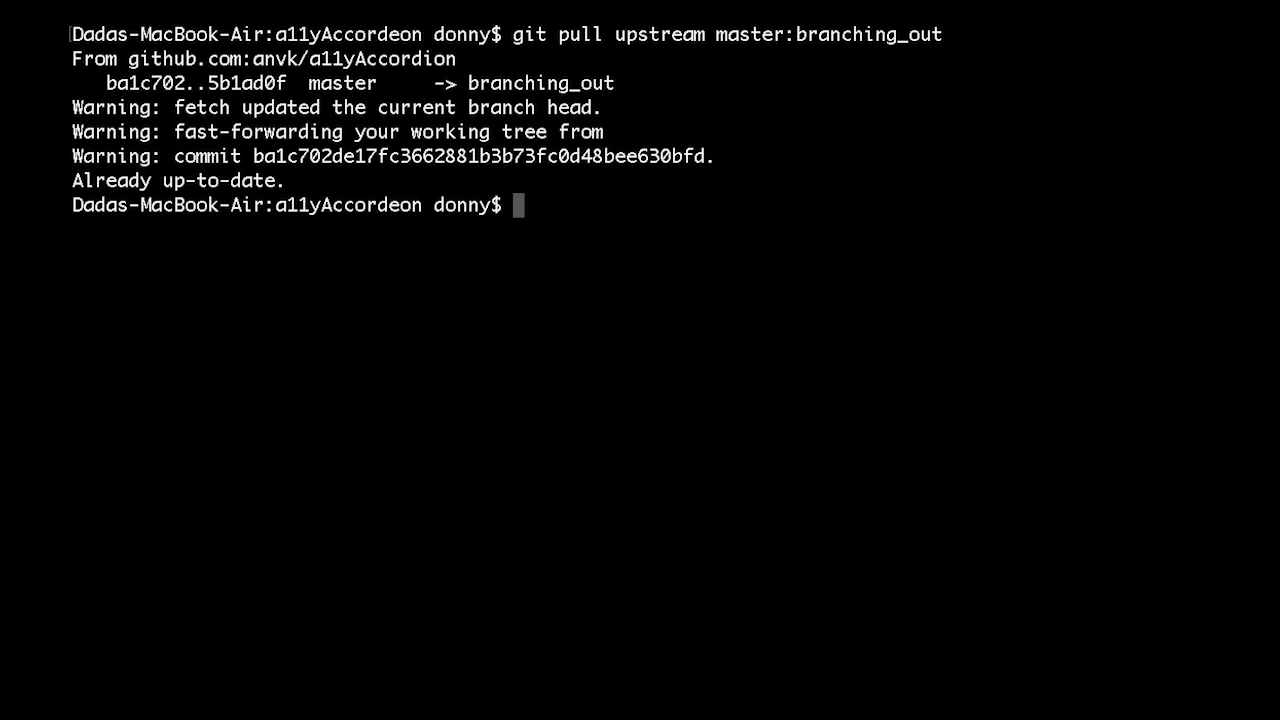 Dadas-MacBook-Air:a11yAccordeon donny$ git pull upstream master:branching_out
From github.com:anvk/a11yAccordion
   ba1c702..5b1ad0f  master     -> branching_out
Warning: fetch updated the current branch head.
Warning: fast-forwarding your working tree from
Warning: commit ba1c702de17fc3662881b3b73fc0d48bee630bfd.
Already up-to-date.
Dadas-MacBook-Air:a11yAccordeon donny$